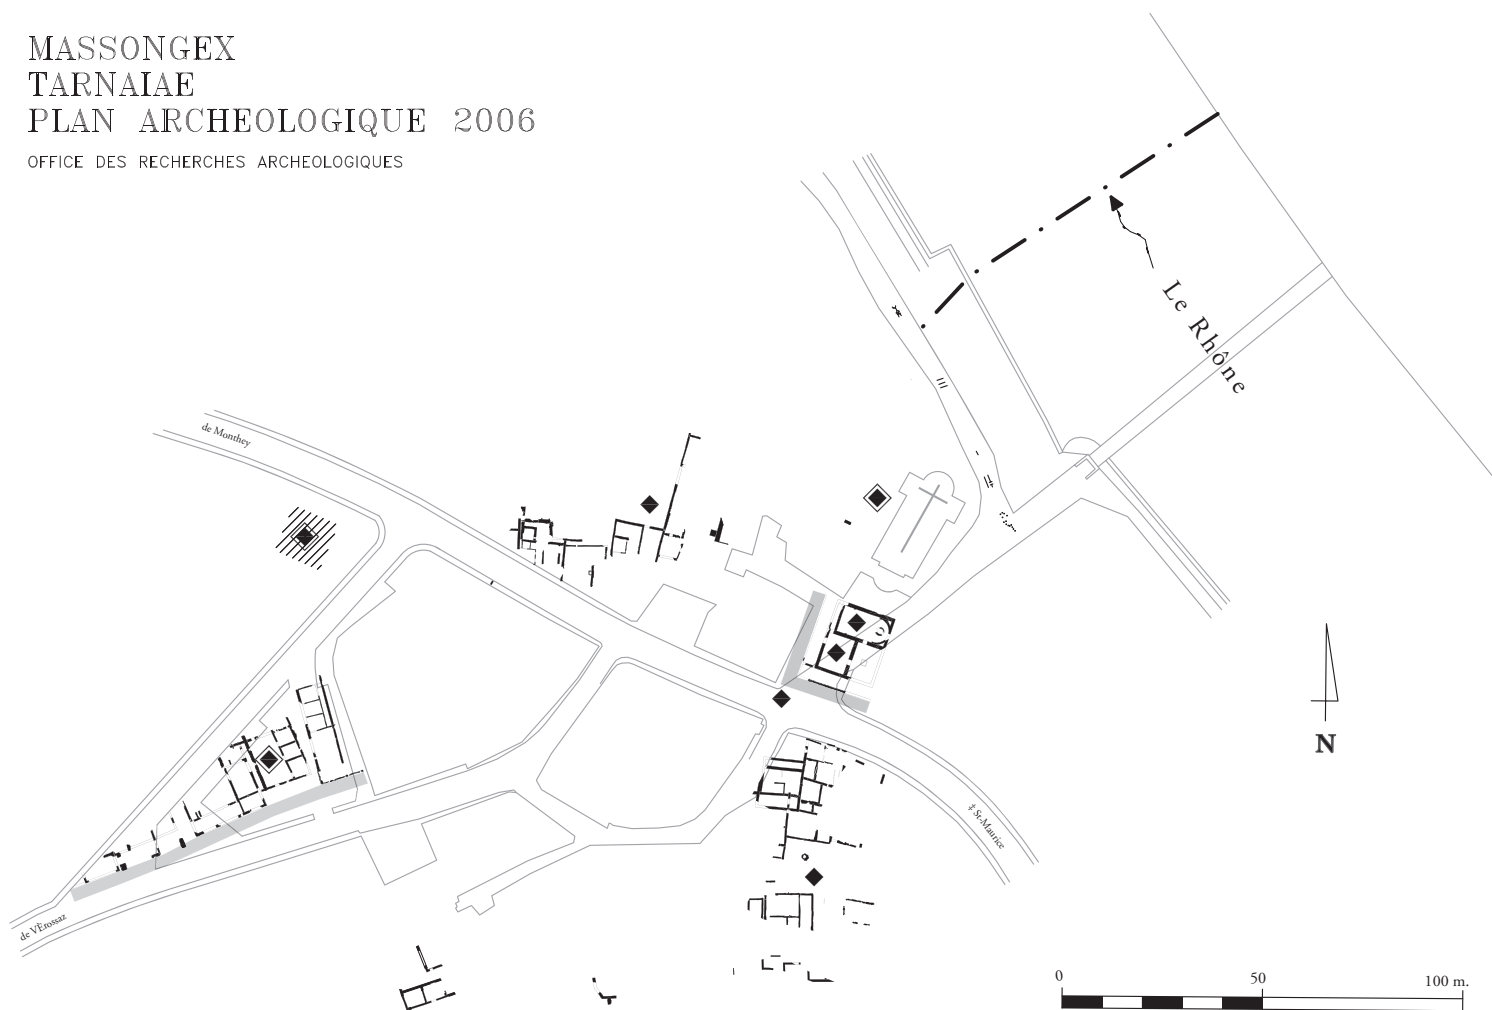 MASSONGEX
TARNAIAE
PLAN ARCHEOLOGIQUE 2006
OFFICE DES RECHERCHES ARCHEOLOGIQUES
Le Rhône
de Monthey
N
‡ St-Maurice
de VÈrossaz
0 50 100 m.